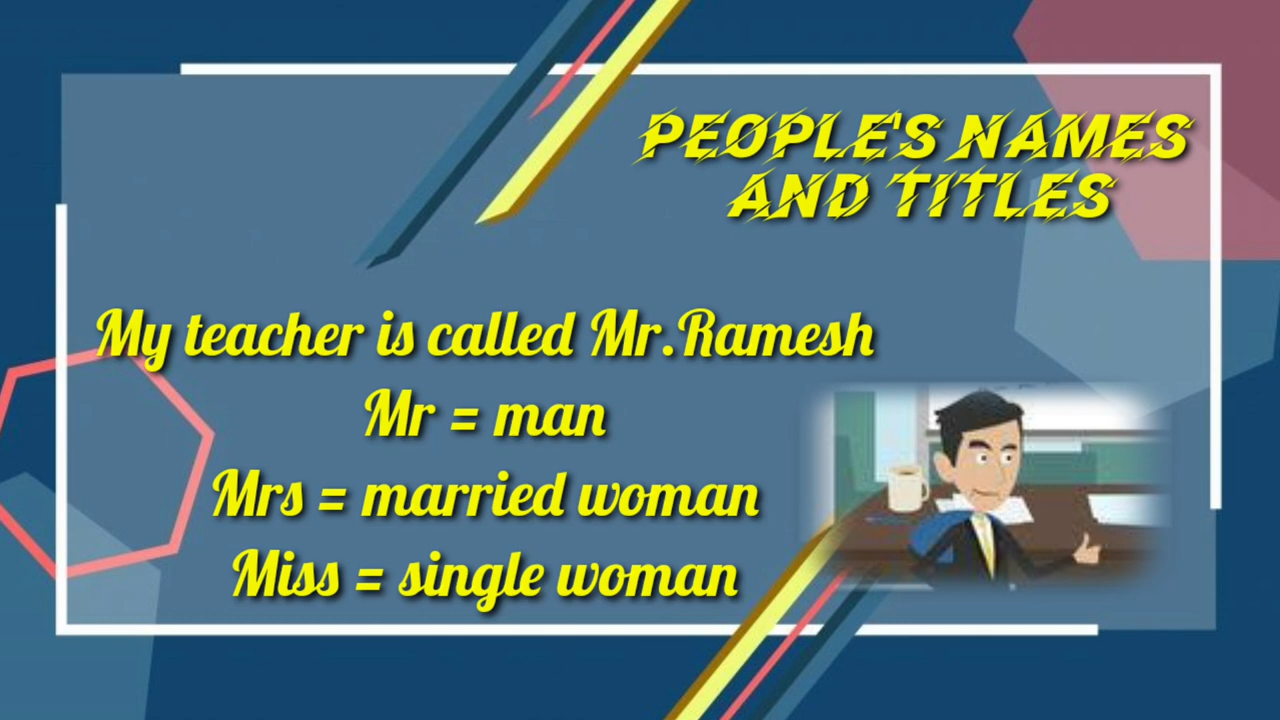 PEOPLE'S NAMES
AND TITLES
My teacher is called Mr.Ramesh
Mr = man
Mrs = married woman
Miss = single woman